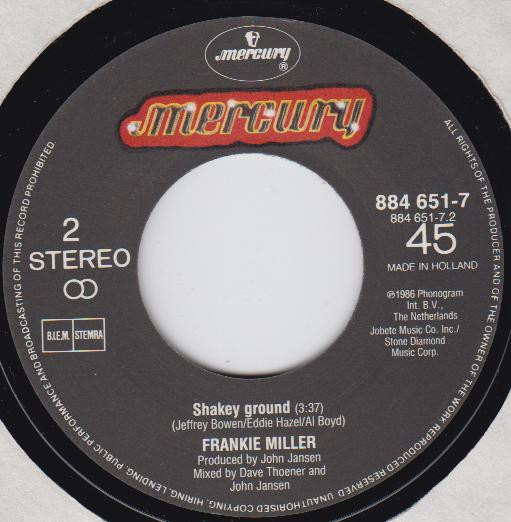 mercury
®
mercury
884 651-7
884 651-7.2
45
MADE IN HOLLAND
2
STEREO
B.I.E.M. STEMRA
℗1986 Phonogram
Int. B.V.,
The Netherlands
Jobete Music Co. Inc./
Stone Diamond
Music Corp.
Shakey ground (3:37)
(Jeffrey Bowen/Eddie Hazel/Al Boyd)
FRANKIE MILLER
Produced by John Jansen
Mixed by Dave Thoener and
John Jansen
ALL RIGHTS OF THE PRODUCER AND OF THE OWNER OF THE WORK REPRODUCED RESERVED. UNAUTHORISED COPYING, HIRING, LENDING, PUBLIC PERFORMANCE AND BROADCASTING OF THIS RECORD PROHIBITED.